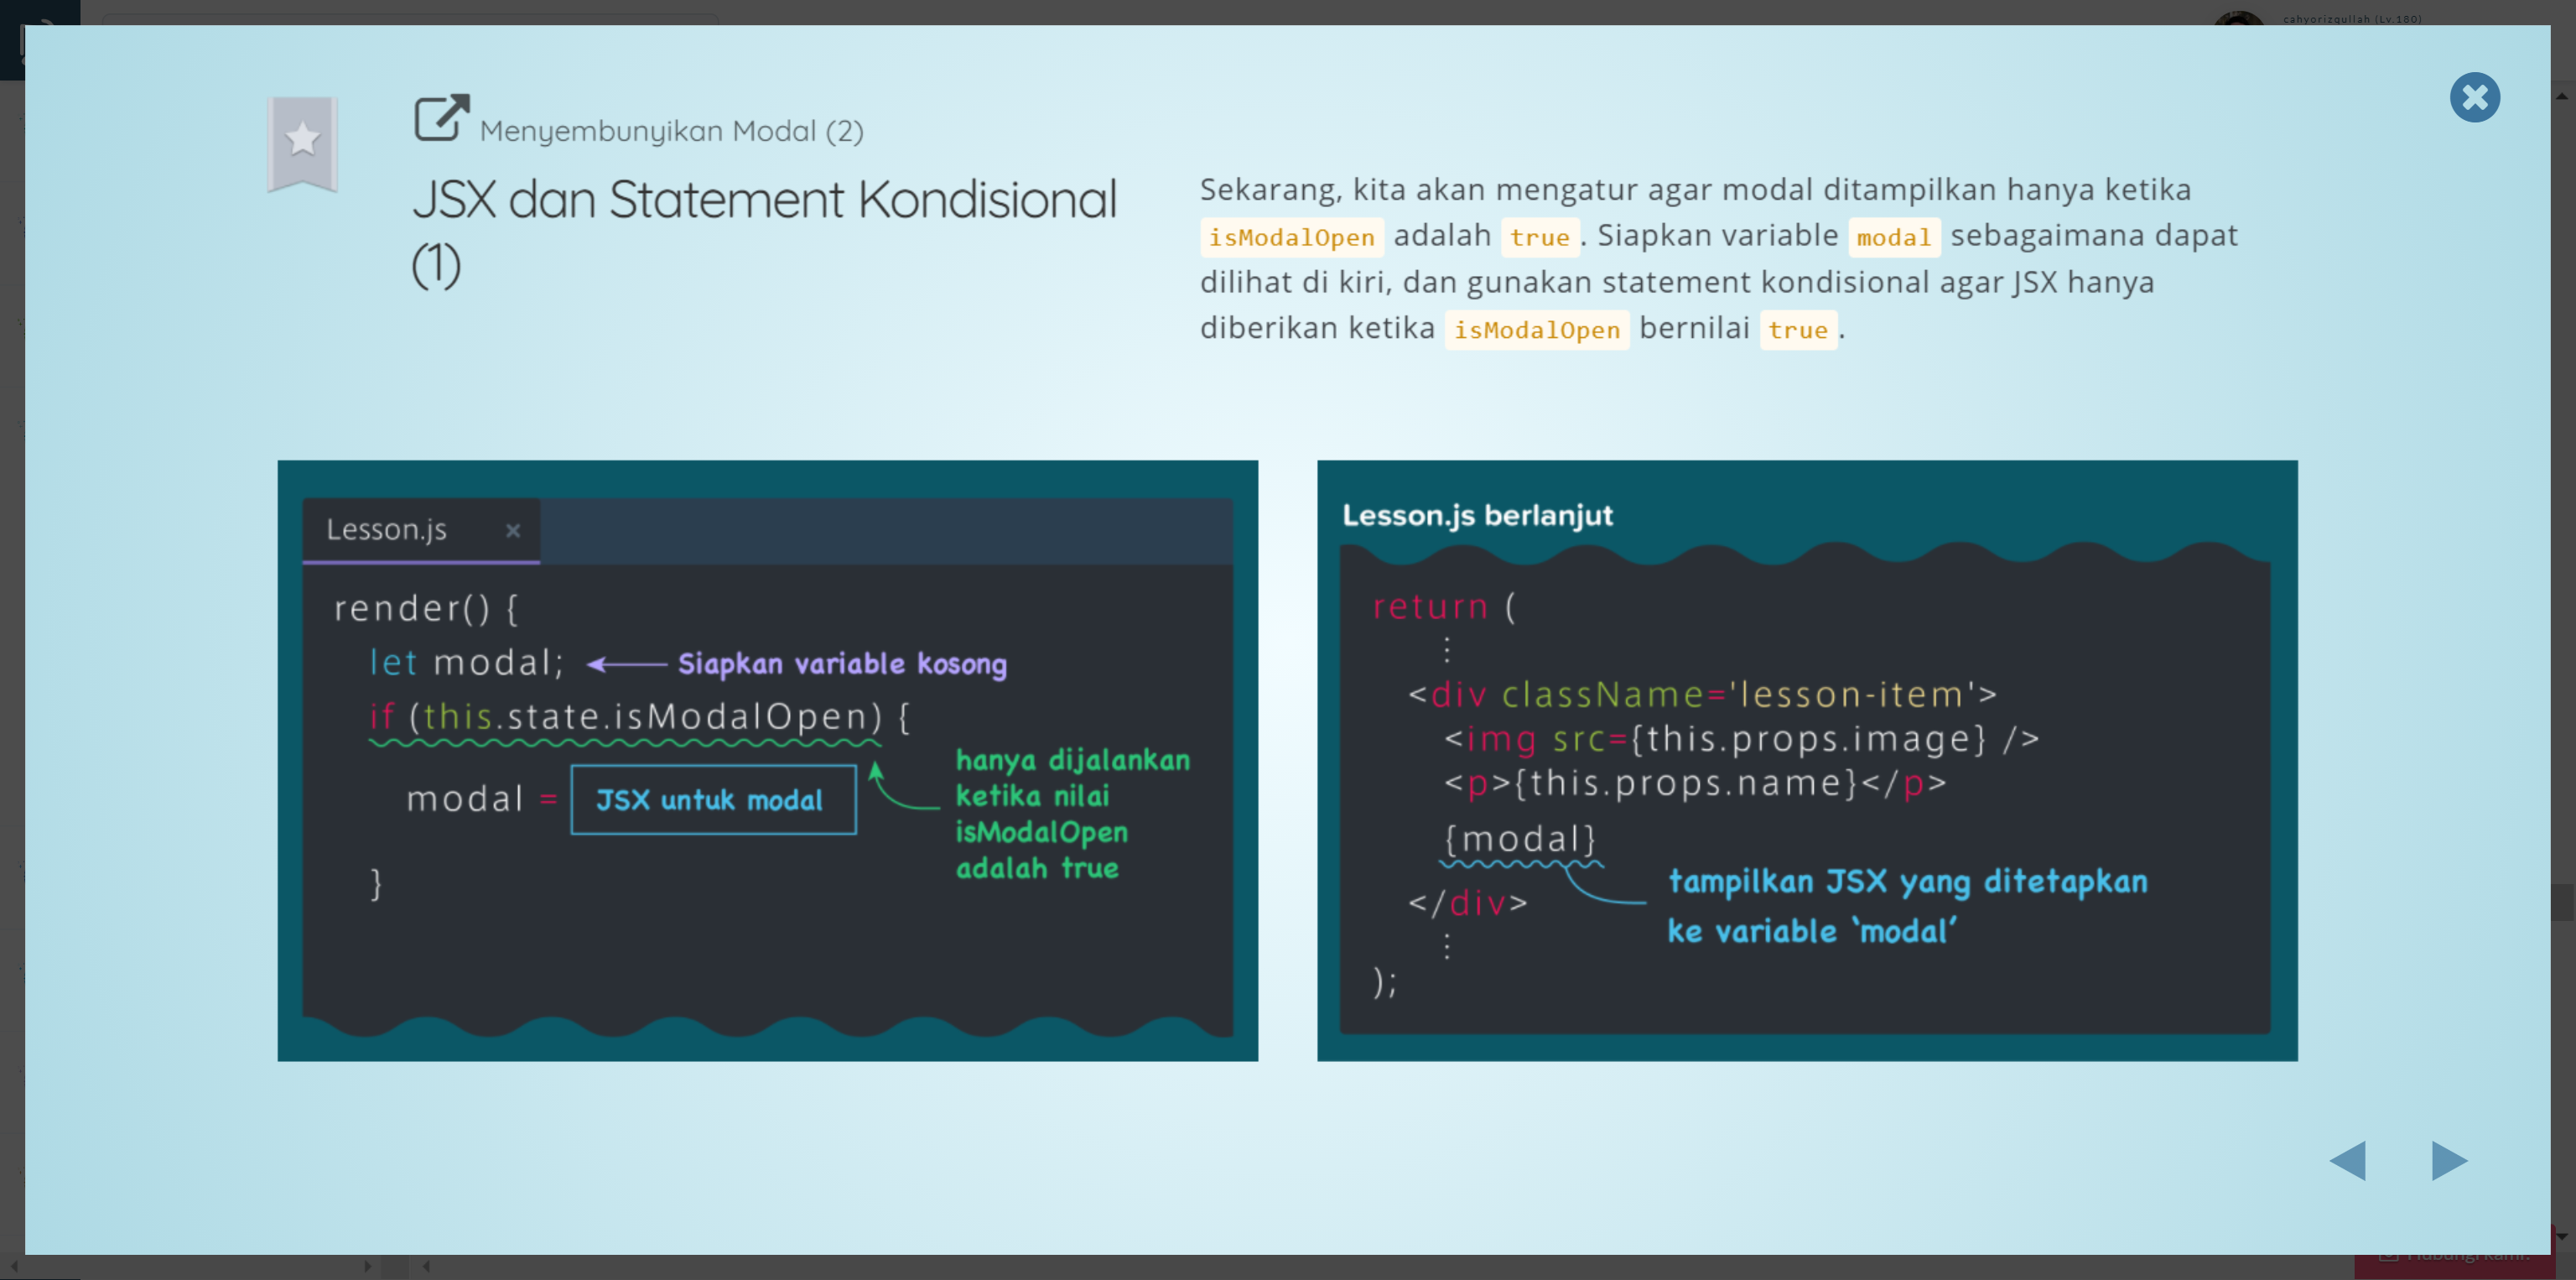 cahyorizqullah (Lv.180)
Menyembunyikan Modal (2)
JSX dan Statement Kondisional
(1)
Sekarang, kita akan mengatur agar modal ditampilkan hanya ketika
isModalOpen adalah true. Siapkan variable modal sebagaimana dapat
dilihat di kiri, dan gunakan statement kondisional agar JSX hanya
diberikan ketika isModalOpen bernilai true.
Lesson.js ×
render() {
let modal; Siapkan variable kosong
if (this.state.isModalOpen) {
modal = JSX untuk modal
hanya dijalankan
ketika nilai
isModalOpen
adalah true
}
Lesson.js berlanjut
return (
⋮
<div className='lesson-item'>
<img src={this.props.image} />
<p>{this.props.name}</p>
{modal}
tampilkan JSX yang ditetapkan
ke variable ‘modal’
</div>
⋮
);